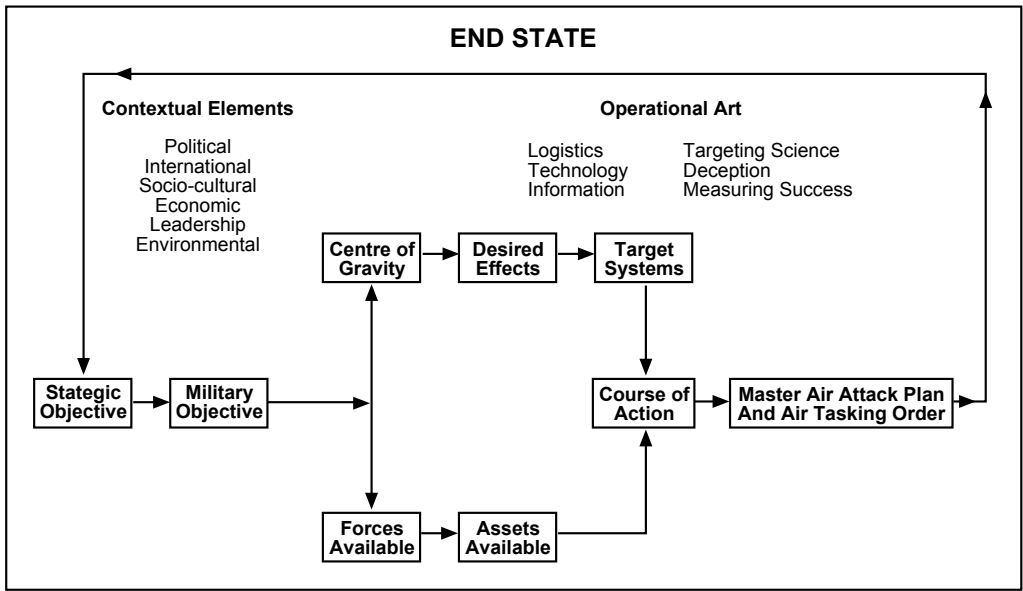 END STATE
Contextual Elements
Political
International
Socio-cultural
Economic
Leadership
Environmental
Operational Art
Logistics
Technology
Information
Targeting Science
Deception
Measuring Success
Centre of
Gravity
Desired
Effects
Target
Systems
Stategic
Objective
Military
Objective
Course of
Action
Master Air Attack Plan
And Air Tasking Order
Forces
Available
Assets
Available